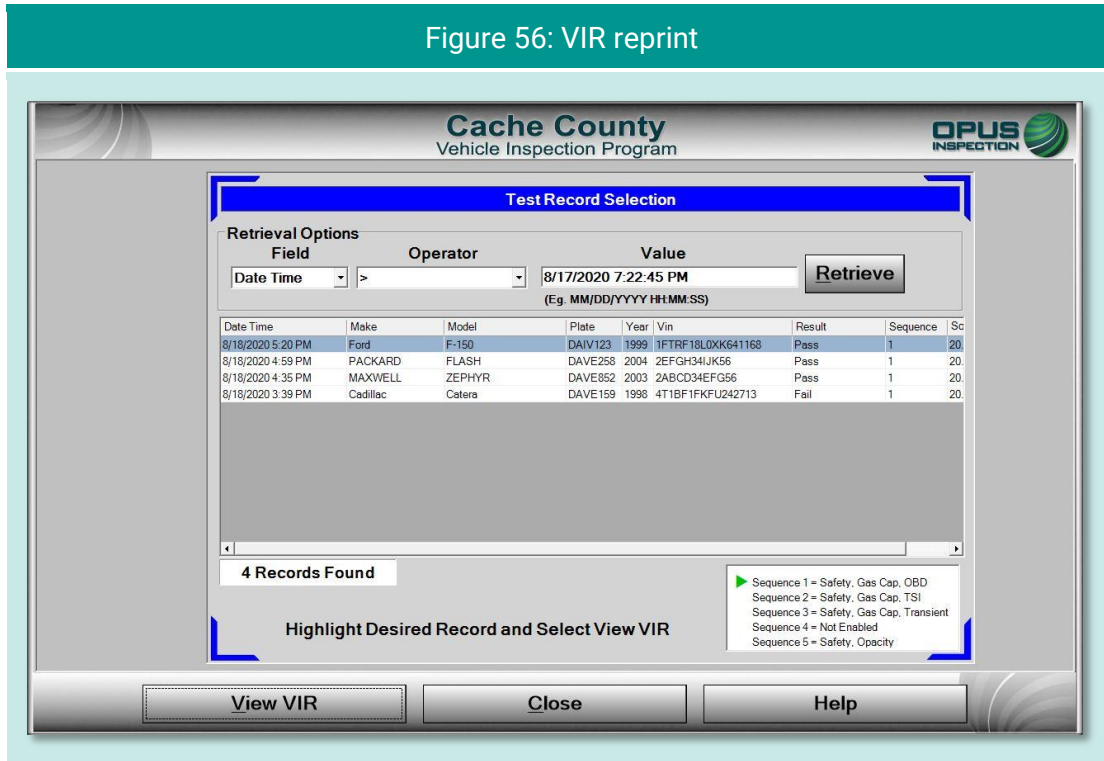 Figure 56: VIR reprint
Cache County
Vehicle Inspection Program
OPUS
INSPECTION
Test Record Selection
Retrieval Options
Field Operator Value
Date Time > 8/17/2020 7:22:45 PM Retrieve
(Eg. MM/DD/YYYY HH:MM:SS)
Date Time Make Model Plate Year Vin Result Sequence Sc
8/18/2020 5:20 PM Ford F-150 DAIV123 1999 1FTRF18L0XK641168 Pass 1 20.
8/18/2020 4:59 PM PACKARD FLASH DAVE258 2004 2EFGH34IJK56 Pass 1 20.
8/18/2020 4:35 PM MAXWELL ZEPHYR DAVE852 2003 2ABCD34EFG56 Pass 1 20.
8/18/2020 3:39 PM Cadillac Catera DAVE159 1998 4T1BF1FKFU242713 Fail 1 20.
4 Records Found
Sequence 1 = Safety, Gas Cap, OBD
Sequence 2 = Safety, Gas Cap, TSI
Sequence 3 = Safety, Gas Cap, Transient
Sequence 4 = Not Enabled
Sequence 5 = Safety, Opacity
Highlight Desired Record and Select View VIR
View VIR Close Help